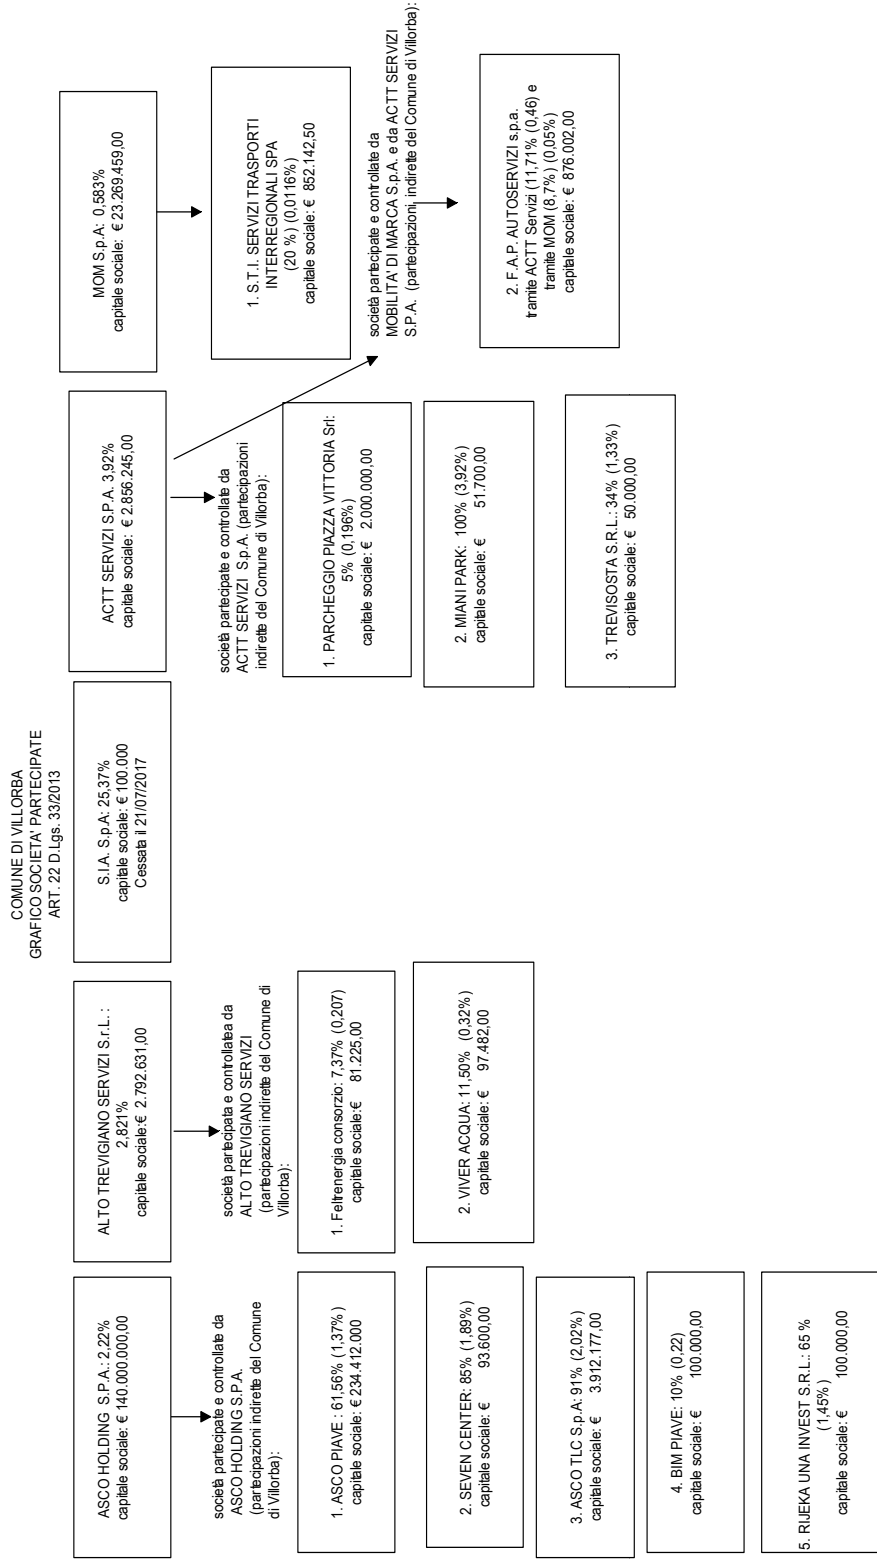 COMUNE DI VILLORBA
GRAFICO SOCIETA' PARTECIPATE
ART. 22 D.Lgs. 33/2013
ASCO HOLDING S.P.A.: 2,22%
capitale sociale: € 140.000.000,00
società partecipate e controllate da
ASCO HOLDING S.P.A.
(partecipazioni indirette del Comune
di Villorba):
1. ASCO PIAVE : 61,56% (1,37%)
capitale sociale: € 234.412.000
2. SEVEN CENTER: 85% (1,89%)
capitale sociale: € 93.600,00
3. ASCO TLC S.p.A: 91% (2,02%)
capitale sociale: € 3.912.177,00
4. BIM PIAVE: 10% (0,22)
capitale sociale: € 100.000,00
5. RIJEKA UNA INVEST S.R.L.: 65 %
(1,45%)
capitale sociale: € 100.000,00
ALTO TREVIGIANO SERVIZI S.r.L. :
2,821%
capitale sociale:€ 2.792.631,00
società partecipata e controllatea da
ALTO TREVIGIANO SERVIZI
(partecipazioni indirette del Comune di
Villorba):
1. Feltrenergia consorzio: 7,37% (0,207)
capitale sociale:€ 81.225,00
2. VIVER ACQUA: 11,50% (0,32%)
capitale sociale: € 97.482,00
S.I.A. S.p.A: 25,37%
capitale sociale: € 100.000
Cessata il 21/07/2017
ACTT SERVIZI S.P.A. 3,92%
capitale sociale: € 2.856.245,00
società partecipate e controllate da
ACTT SERVIZI S.p.A. (partecipazioni
indirette del Comune di Villorba):
1. PARCHEGGIO PIAZZA VITTORIA Srl:
5% (0,196%)
capitale sociale: € 2.000.000,00
2. MIANI PARK: 100% (3,92%)
capitale sociale: € 51.700,00
3. TREVISOSTA S.R.L.: 34% (1,33%)
capitale sociale: € 50.000,00
MOM S.p.A: 0,583%
capitale sociale: € 23.269.459,00
1. S.T.I. SERVIZI TRASPORTI
INTERREGIONALI SPA
(20 %) (0,0116%)
capitale sociale: € 852.142,50
società partecipate e controllate da
MOBILITA' DI MARCA S.p.A. e da ACTT SERVIZI
S.P.A. (partecipazioni, indirette del Comune di Villorba):
2. F.A.P. AUTOSERVIZI s.p.a.
tramite ACTT Servizi (11,71% (0,46) e
tramite MOM (8,7%) (0,05%)
capitale sociale: € 876.002,00